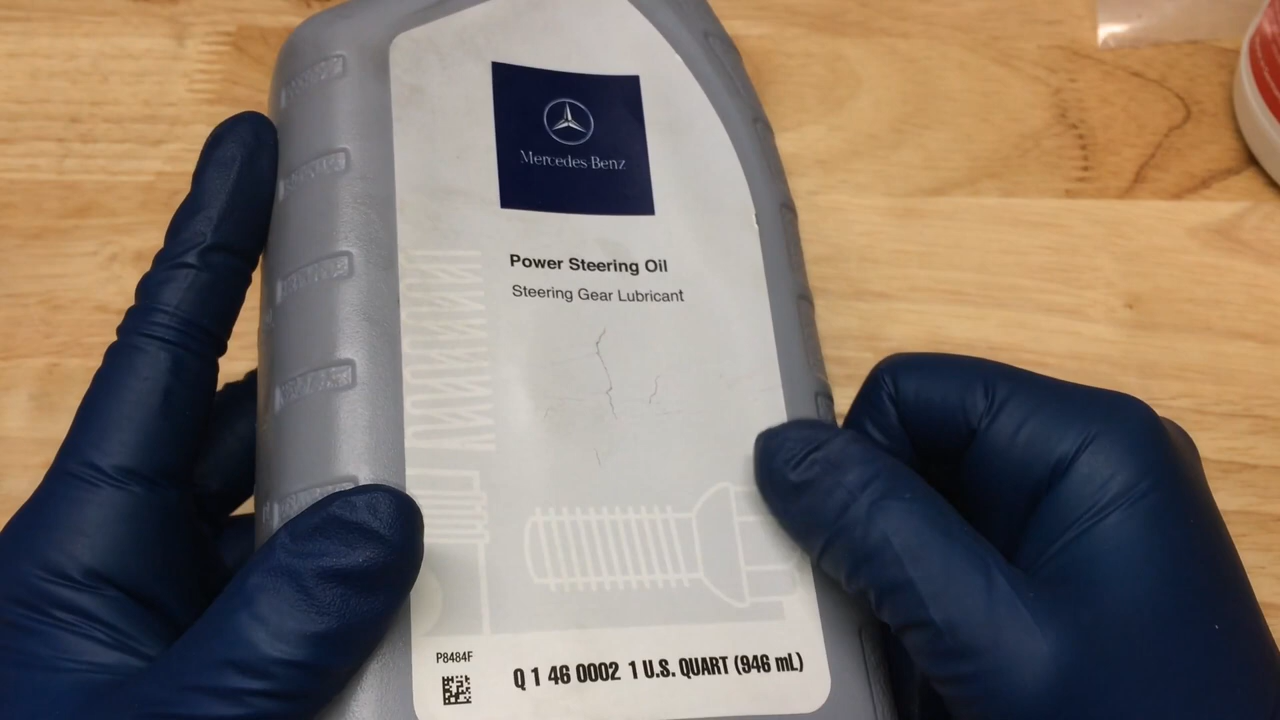 Mercedes-Benz
Power Steering Oil
Steering Gear Lubricant
P8484F
Q 1 46 0002 1 U.S. QUART (946 mL)